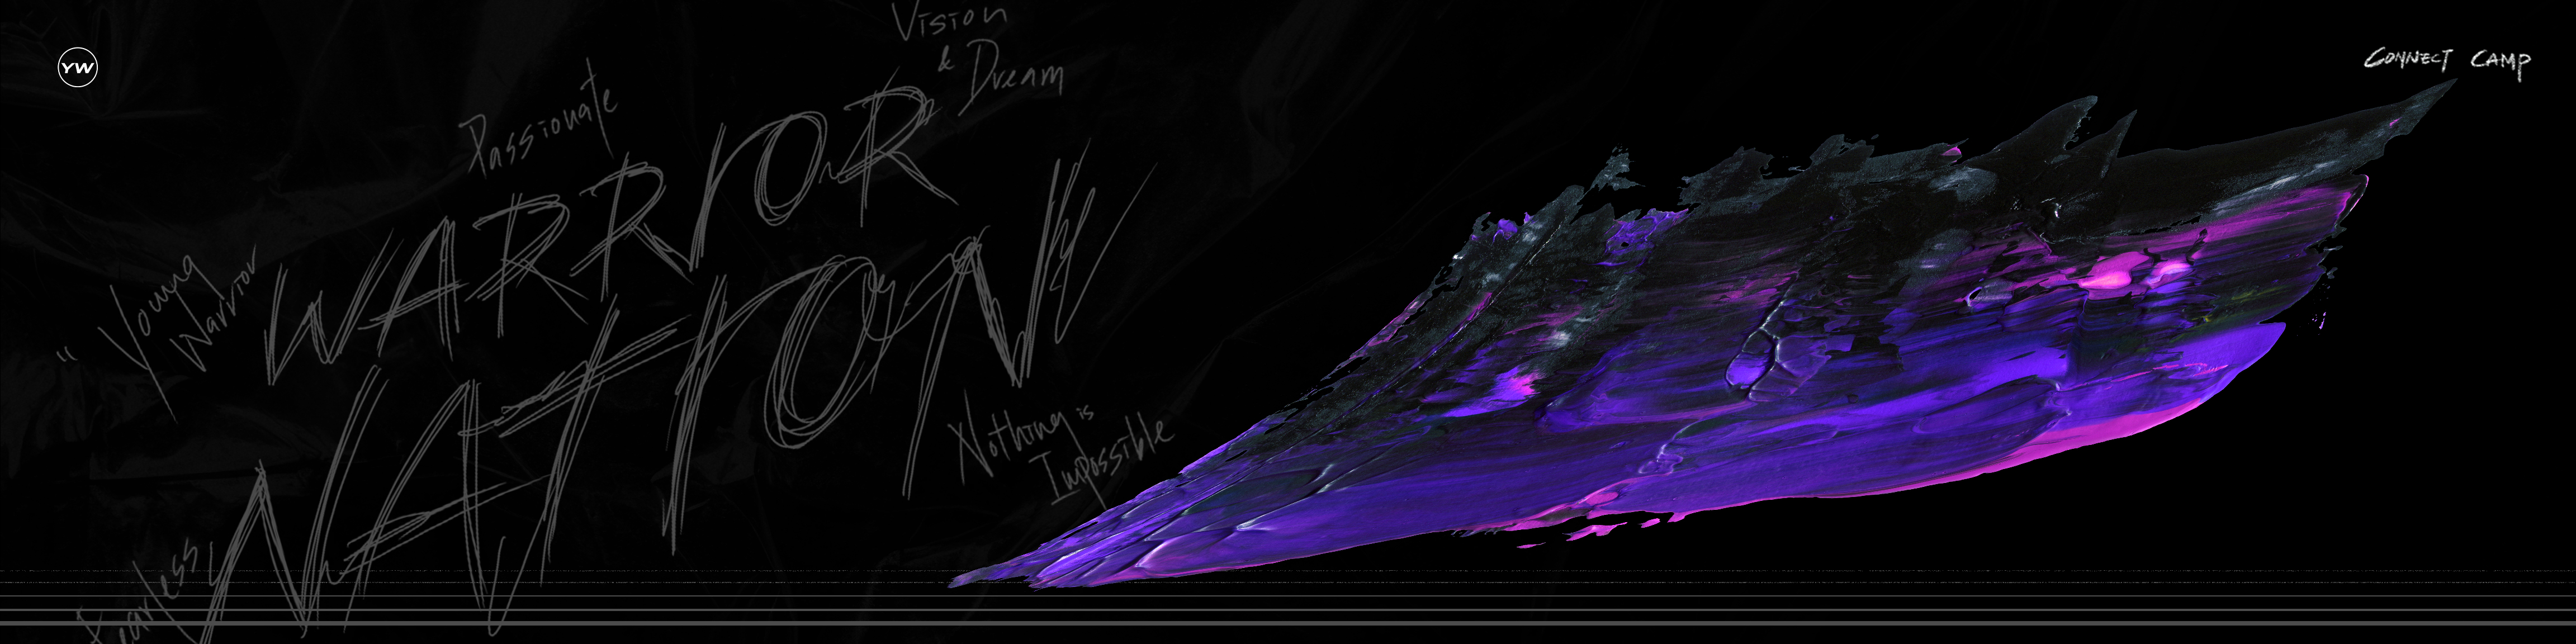 YW
CONNECT CAMP
Vision
& Dream
Passionate
WARRIOR
NATION
" Young
Warrior
Nothing is
Impossible
Fearless